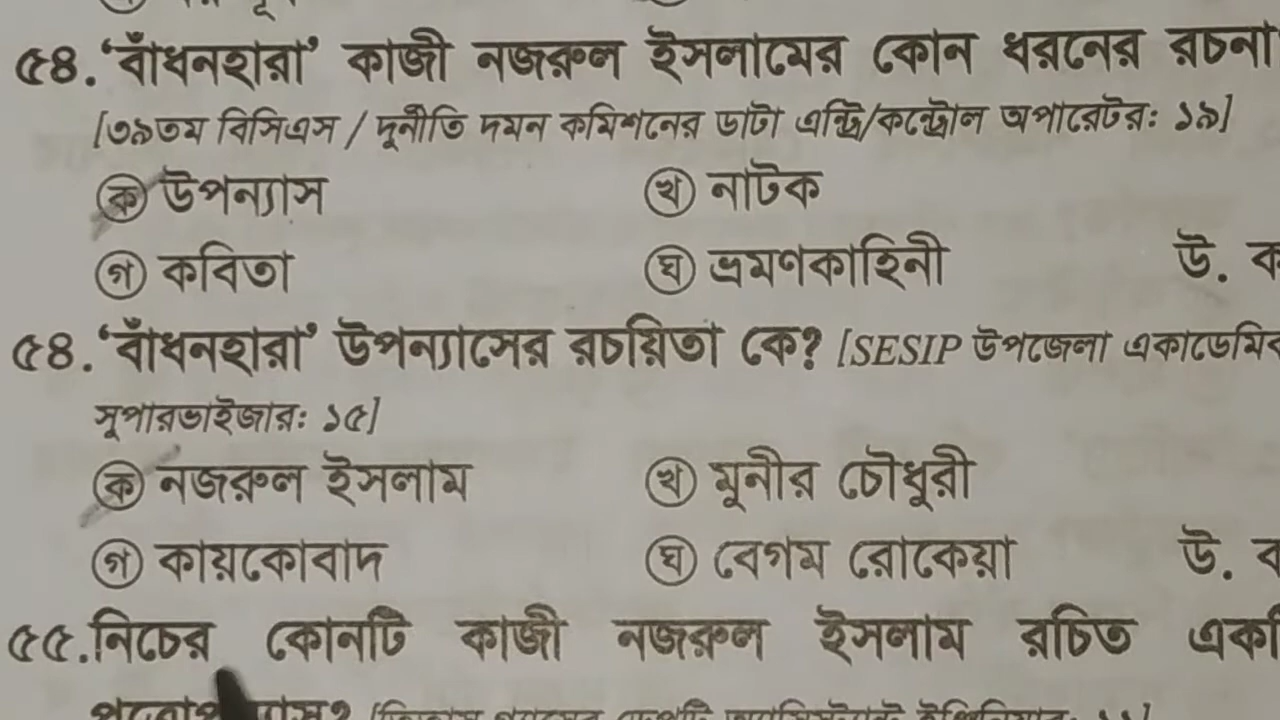 ৫৪. ‘বাঁধনহারা’ কাজী নজরুল ইসলামের কোন ধরনের রচনা
[৩৯তম বিসিএস / দুর্নীতি দমন কমিশনের ডাটা এন্ট্রি/কন্ট্রোল অপারেটর: ১৯]
ক উপন্যাস খ নাটক
গ কবিতা ঘ ভ্রমণকাহিনী উ. ক
৫৪. ‘বাঁধনহারা’ উপন্যাসের রচয়িতা কে? [SESIP উপজেলা একাডেমিক
সুপারভাইজার: ১৫]
ক নজরুল ইসলাম খ মুনীর চৌধুরী
গ কায়কোবাদ ঘ বেগম রোকেয়া উ. ক
৫৫. নিচের কোনটি কাজী নজরুল ইসলাম রচিত